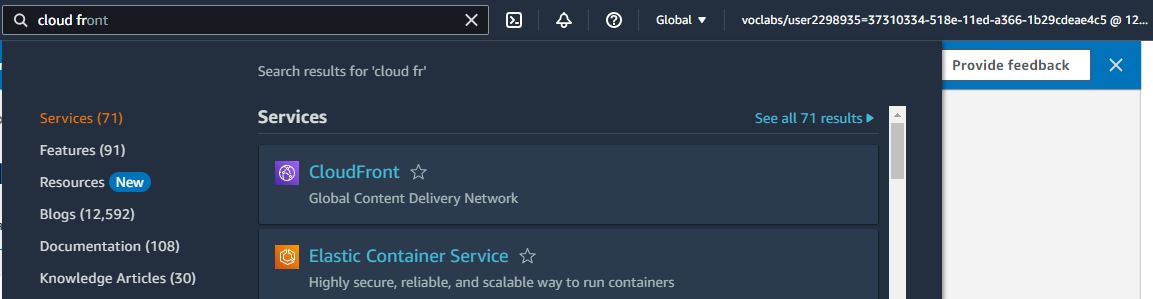 cloud front
Global ▼
voclabs/user2298935=37310334-518e-11ed-a366-1b29cdeae4c5 @ 12...
Provide feedback
Search results for 'cloud fr'
Services (71)
Features (91)
Resources New
Blogs (12,592)
Documentation (108)
Knowledge Articles (30)
Services
See all 71 results ▶
CloudFront
Global Content Delivery Network
Elastic Container Service
Highly secure, reliable, and scalable way to run containers